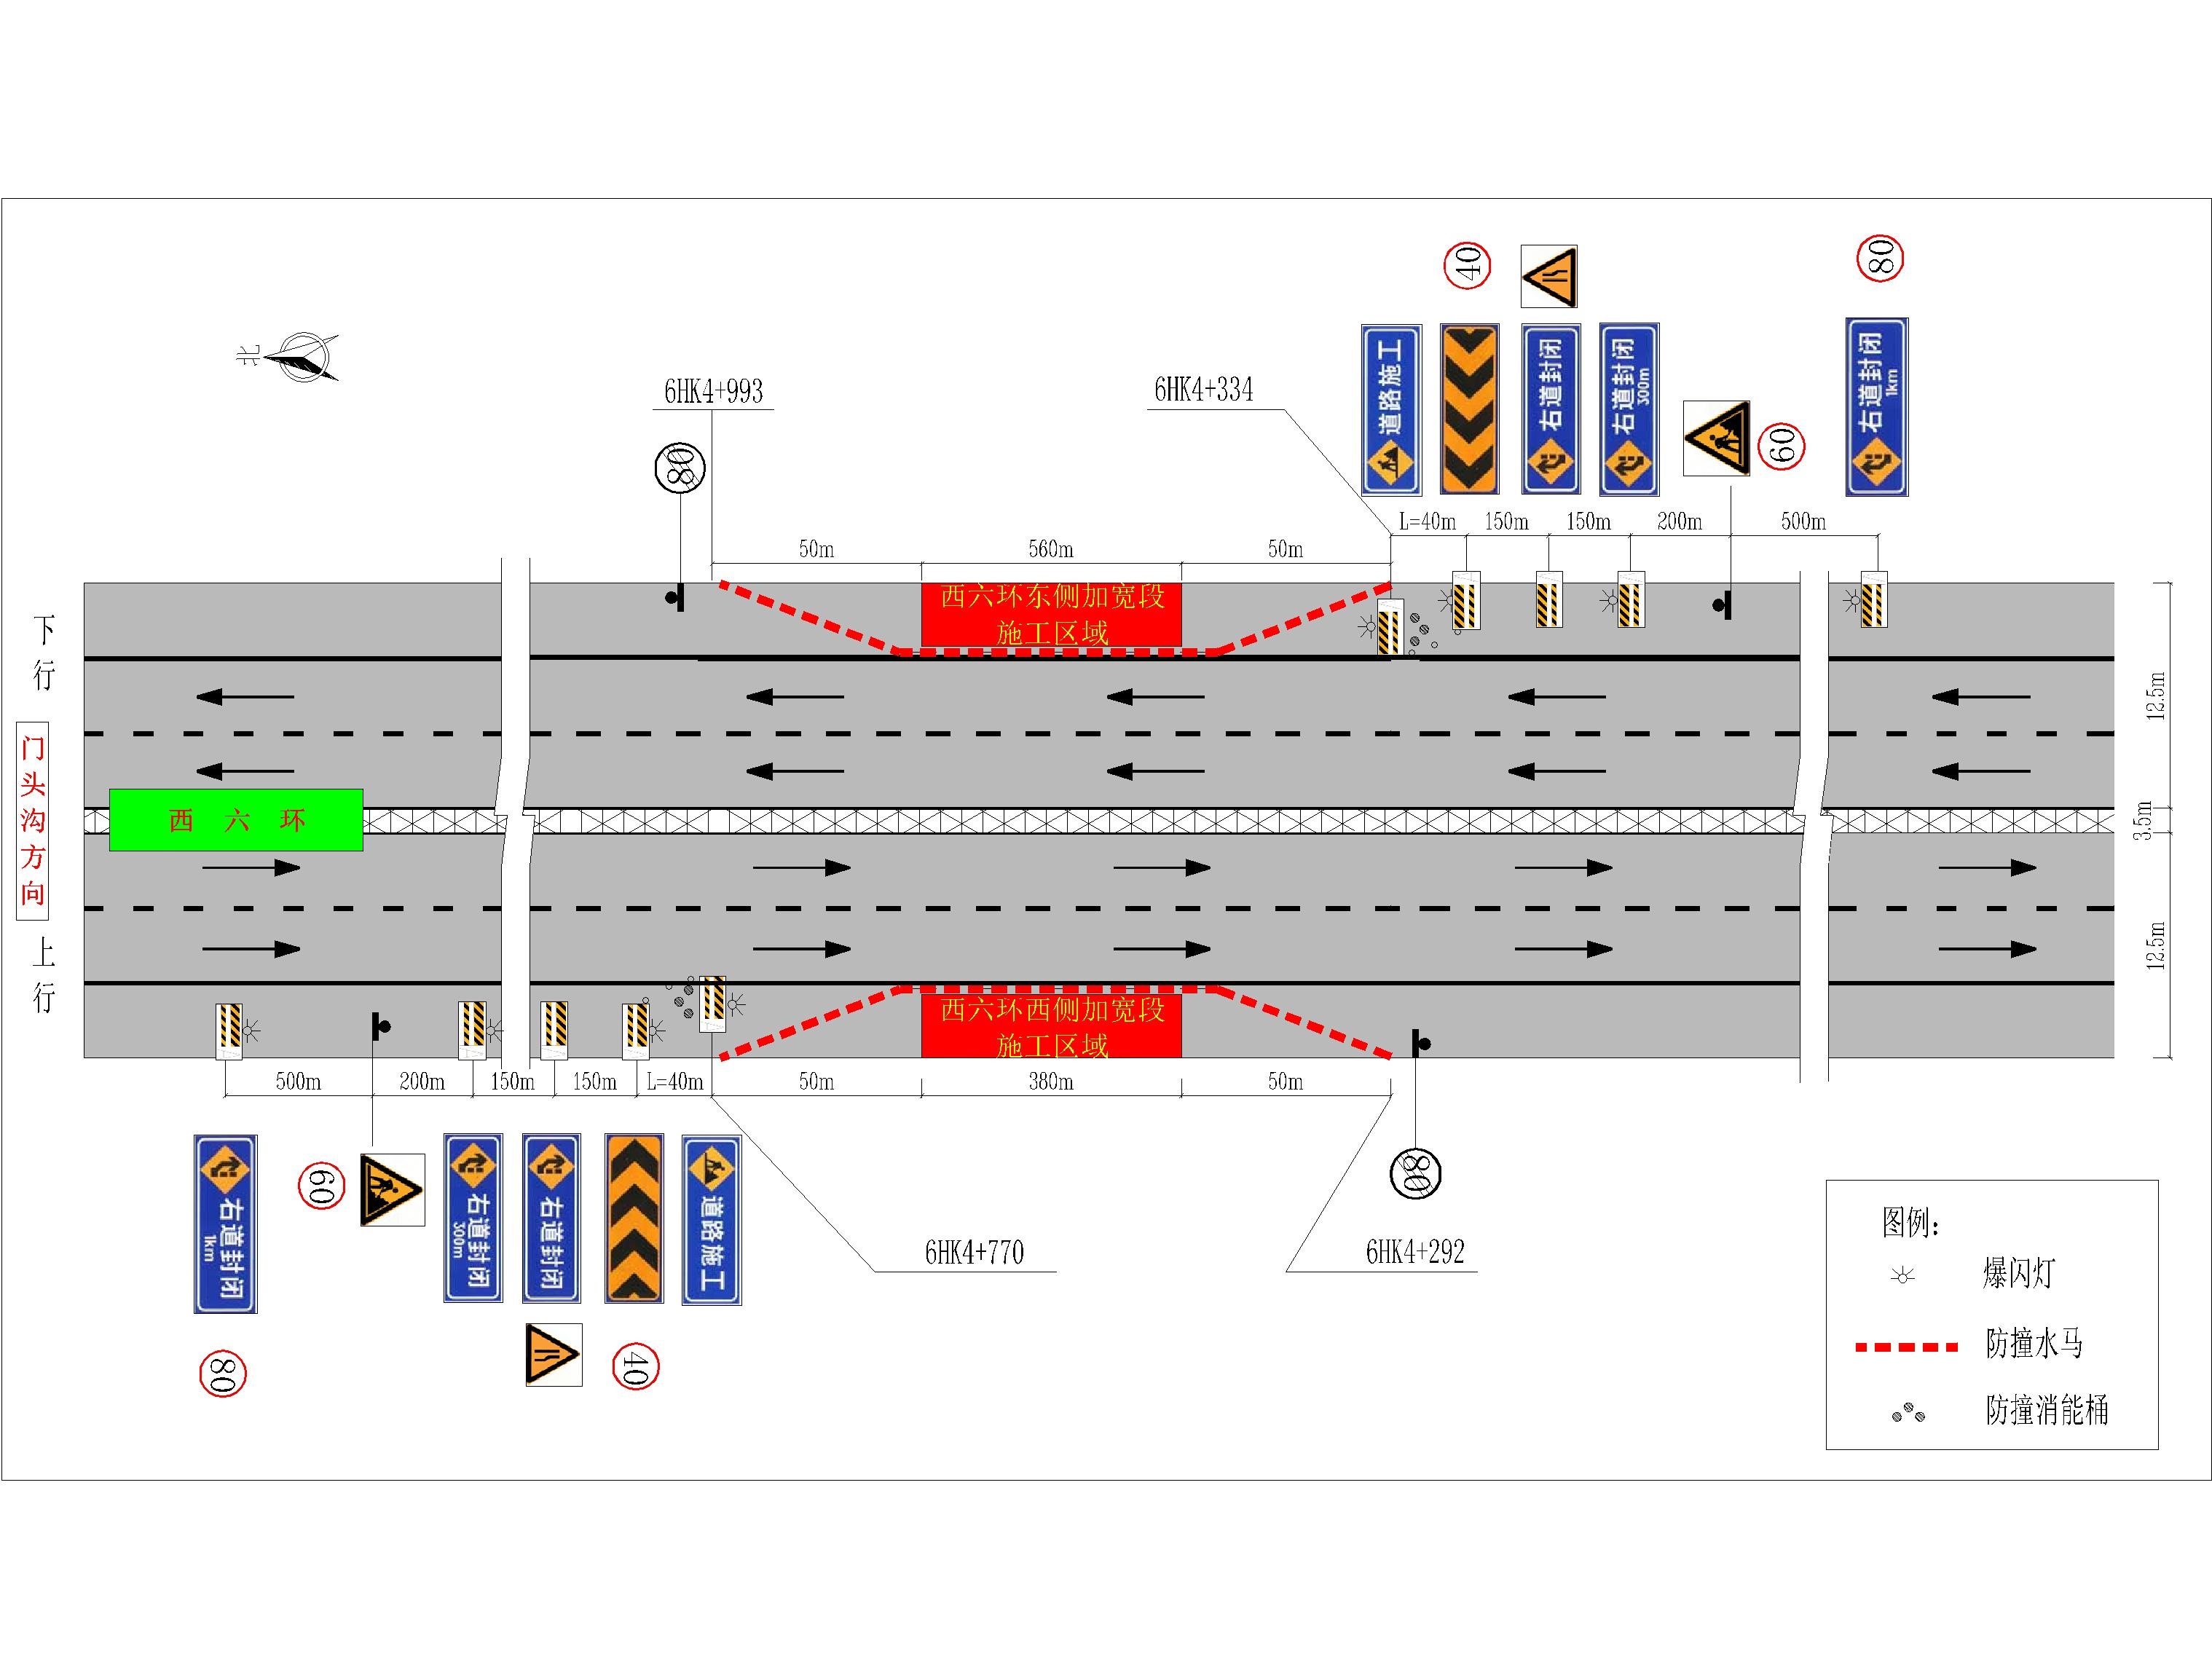 40
80
道路施工
右道封闭
右道封闭
300m
右道封闭
1km
60
北
6HK4+993
6HK4+334
80
L=40m
150m
150m
200m
500m
50m
560m
50m
西六环东侧加宽段
施工区域
下行
12.5m
门头沟方向
西六环
3.5m
上行
12.5m
西六环西侧加宽段
施工区域
500m
200m
150m
150m
L=40m
50m
380m
50m
右道封闭
1km
60
右道封闭
300m
右道封闭
道路施工
80
6HK4+770
6HK4+292
80
40
图例:
爆闪灯
防撞水马
防撞消能桶